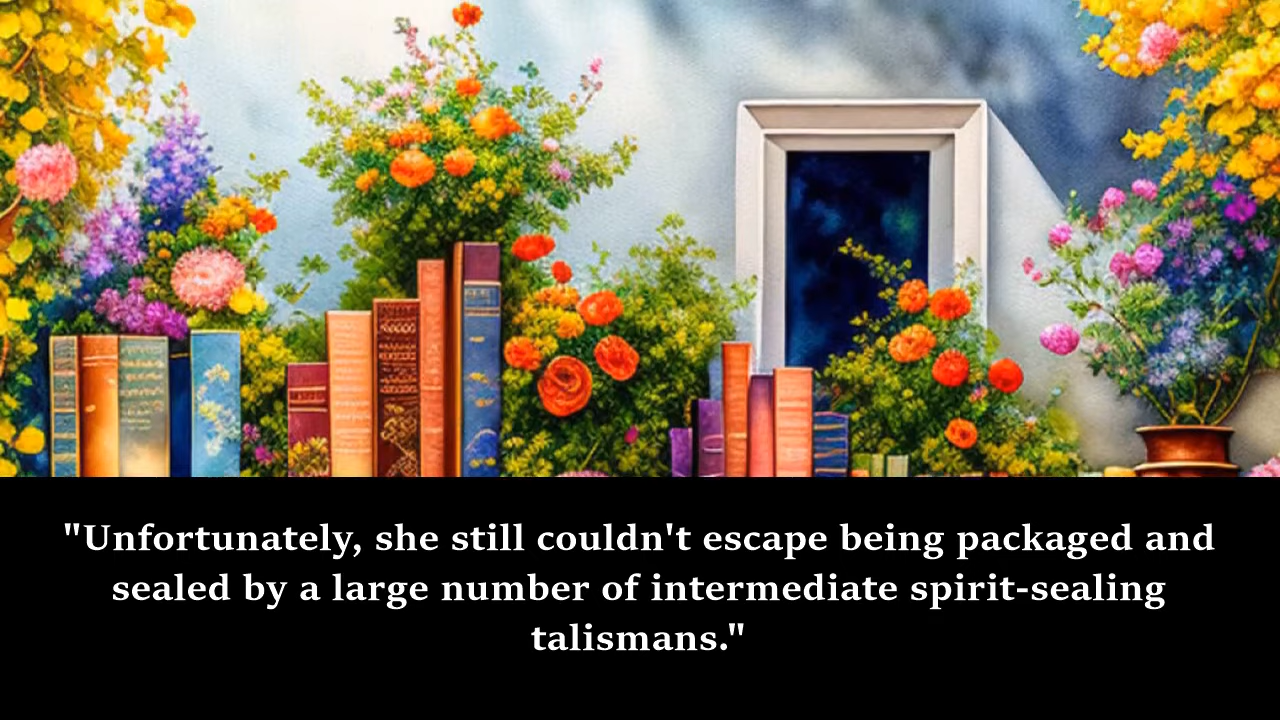 "Unfortunately, she still couldn't escape being packaged and
sealed by a large number of intermediate spirit-sealing
talismans."